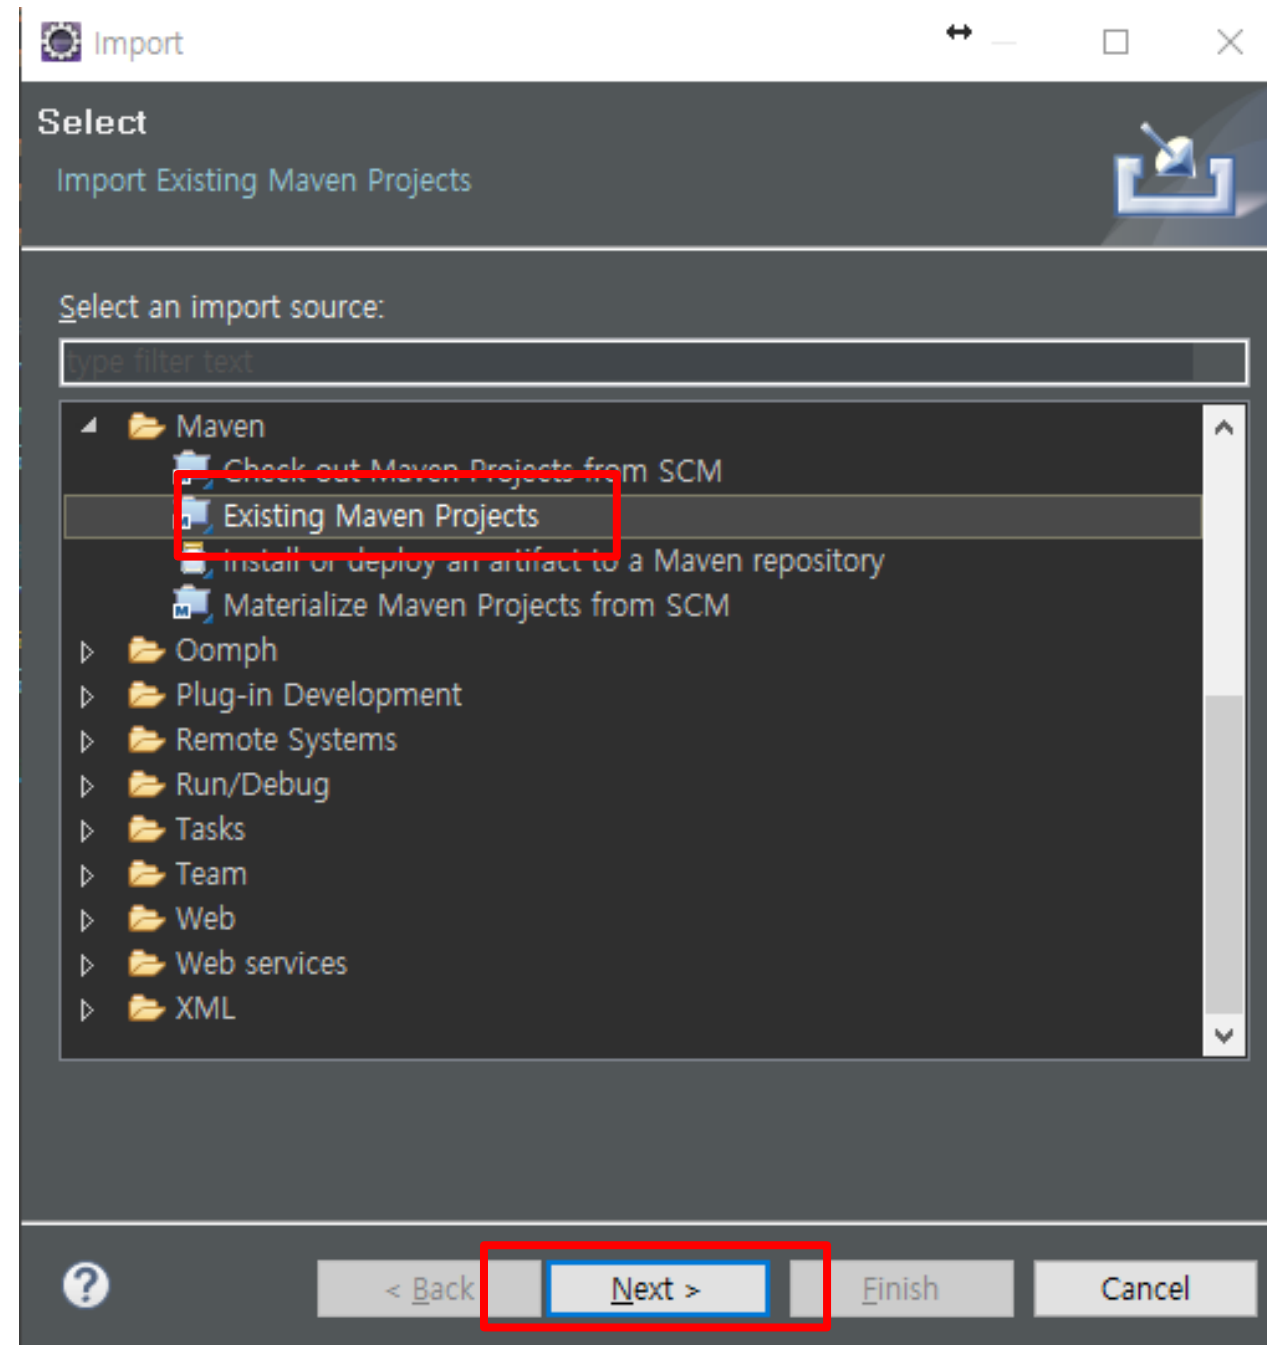 Import
Select
Import Existing Maven Projects
Select an import source:
type filter text
Maven
Check out Maven Projects from SCM
Existing Maven Projects
Install or deploy an artifact to a Maven repository
Materialize Maven Projects from SCM
Oomph
Plug-in Development
Remote Systems
Run/Debug
Tasks
Team
Web
Web services
XML
< Back Next > Finish Cancel